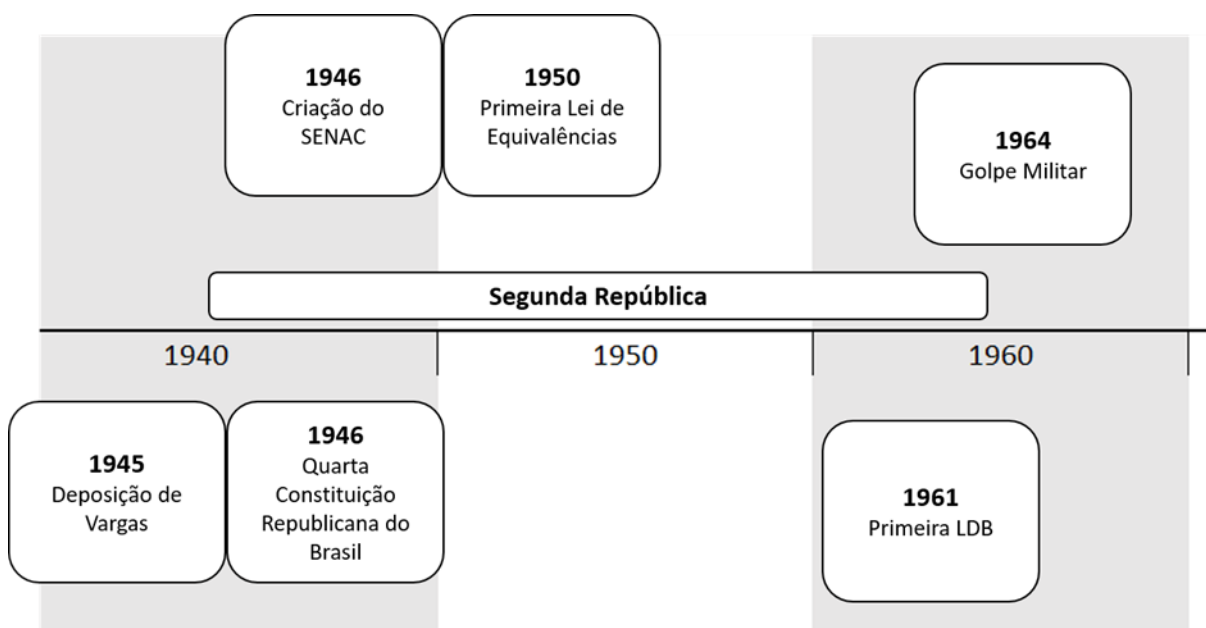 1946
Criação do
SENAC
1950
Primeira Lei de
Equivalências
1964
Golpe Militar
Segunda República
1940
1950
1960
1945
Deposição de
Vargas
1946
Quarta
Constituição
Republicana do
Brasil
1961
Primeira LDB